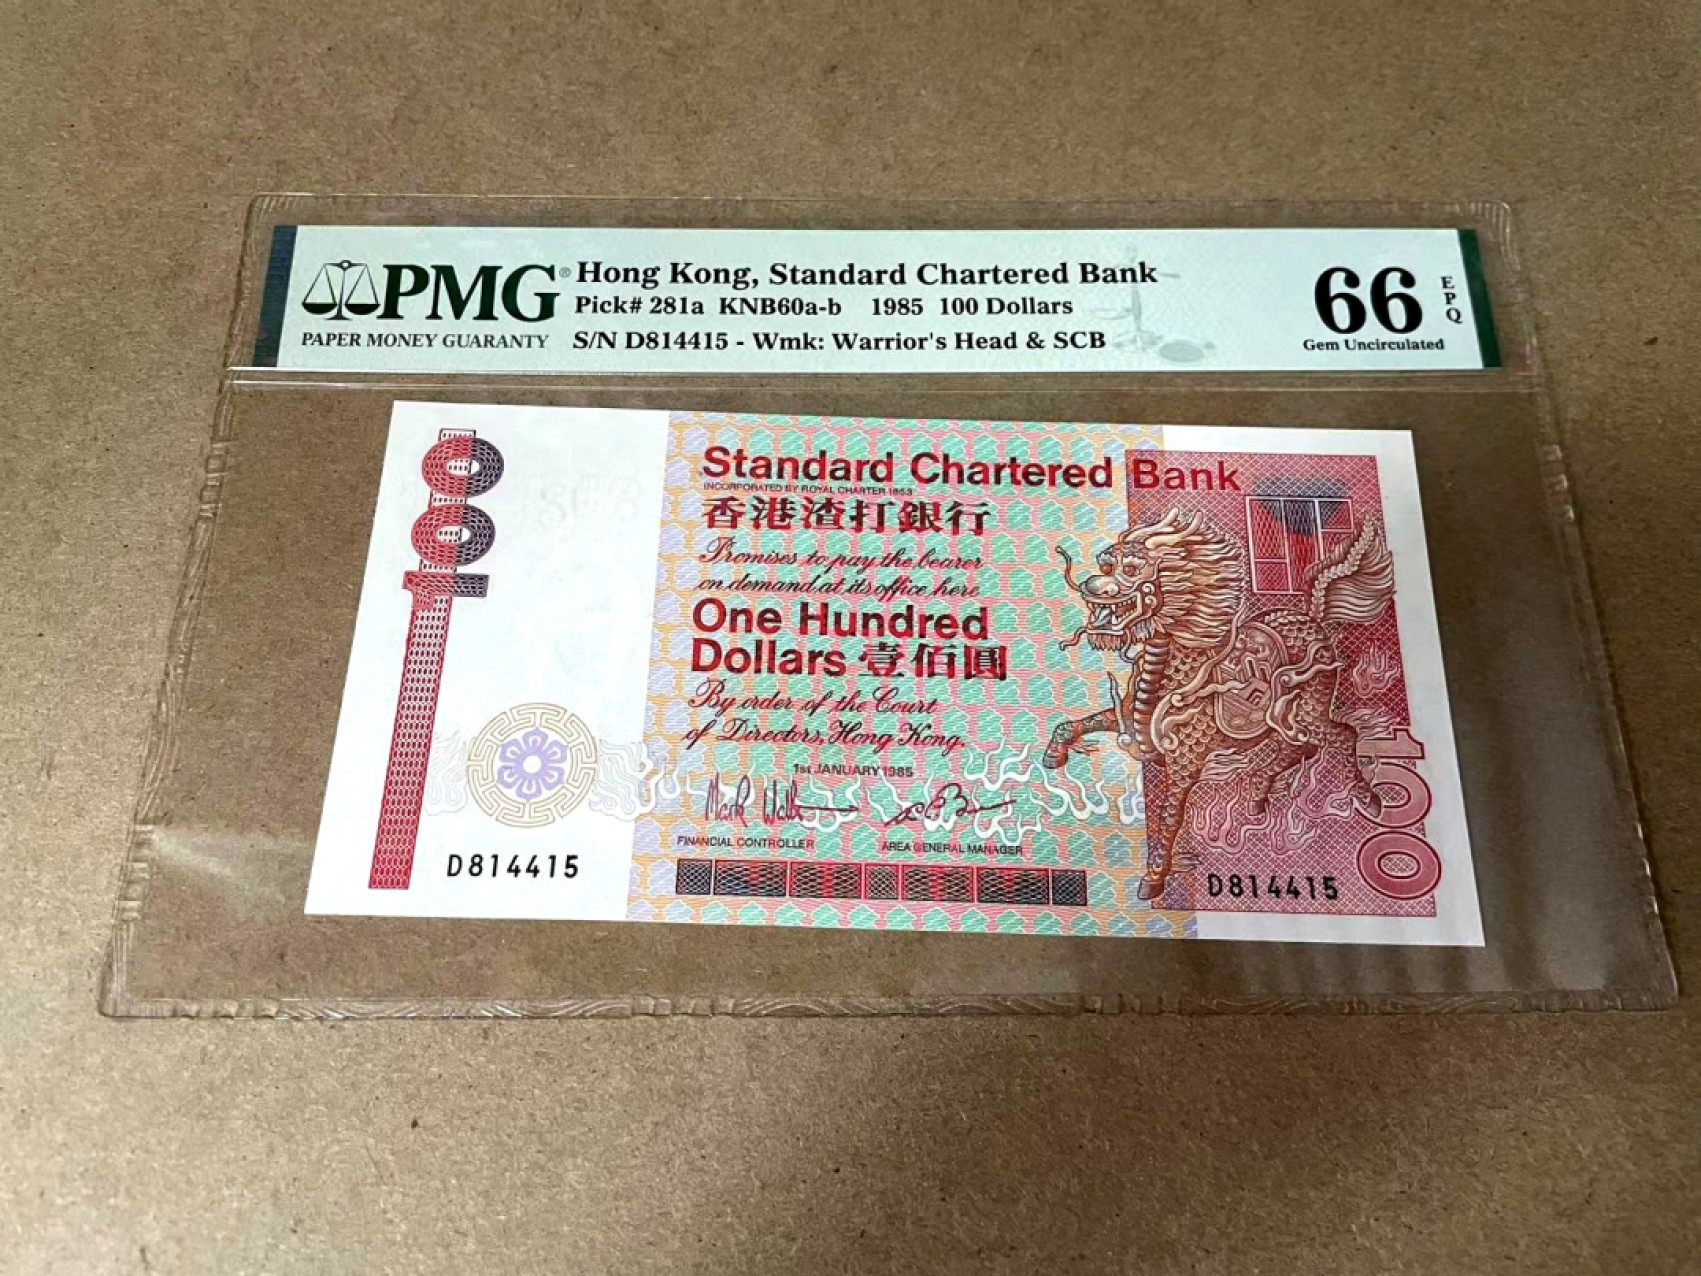 PMG®
PAPER MONEY GUARANTY
Hong Kong, Standard Chartered Bank
Pick# 281a KNB60a-b 1985 100 Dollars
S/N D814415 - Wmk: Warrior's Head & SCB
66 EPQ
Gem Uncirculated
100
Standard Chartered Bank
INCORPORATED BY ROYAL CHARTER 1853
香港渣打銀行
Promises to pay the bearer
on demand at its office here
One Hundred
Dollars 壹佰圓
By order of the Court
of Directors, Hong Kong.
1st JANUARY 1985
FINANCIAL CONTROLLER
AREA GENERAL MANAGER
D814415
D814415
100